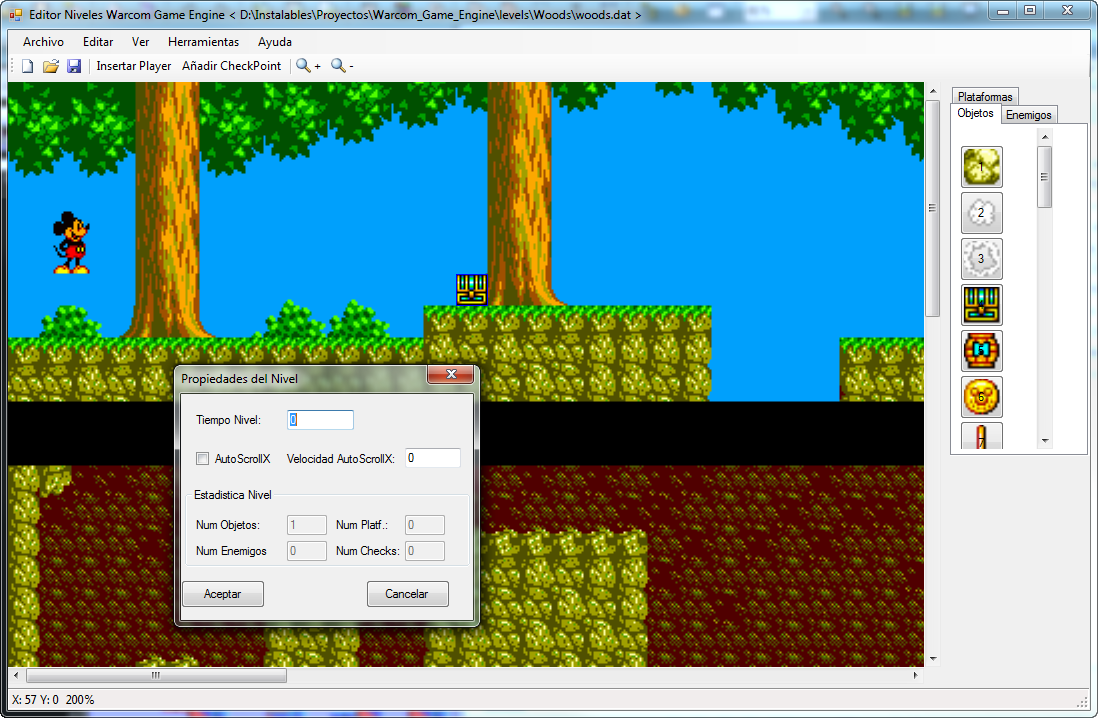 Editor Niveles Warcom Game Engine < D:\Instalables\Proyectos\Warcom_Game_Engine\levels\Woods\woods.dat >
Archivo Editar Ver Herramientas Ayuda
Insertar Player Añadir CheckPoint + -
Plataformas
Objetos Enemigos
1
2
3
6
7
Propiedades del Nivel
Tiempo Nivel: 0
AutoScrollX Velocidad AutoScrollX: 0
Estadistica Nivel
Num Objetos: 1 Num Platf.: 0
Num Enemigos 0 Num Checks: 0
Aceptar Cancelar
X: 57 Y: 0 200%